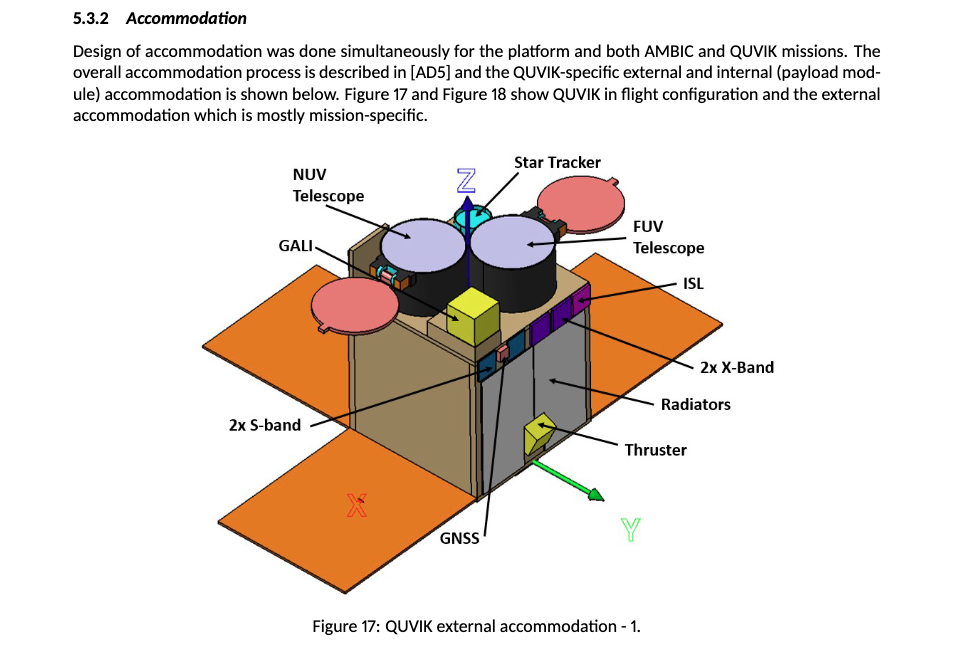 5.3.2 Accommodation
Design of accommodation was done simultaneously for the platform and both AMBIC and QUVIK missions. The
overall accommodation process is described in [AD5] and the QUVIK-specific external and internal (payload mod-
ule) accommodation is shown below. Figure 17 and Figure 18 show QUVIK in flight configuration and the external
accommodation which is mostly mission-specific.
Star Tracker
NUV
Telescope
Z
FUV
Telescope
GALI
ISL
2x X-Band
Radiators
2x S-band
Thruster
X
Y
GNSS
Figure 17: QUVIK external accommodation - 1.